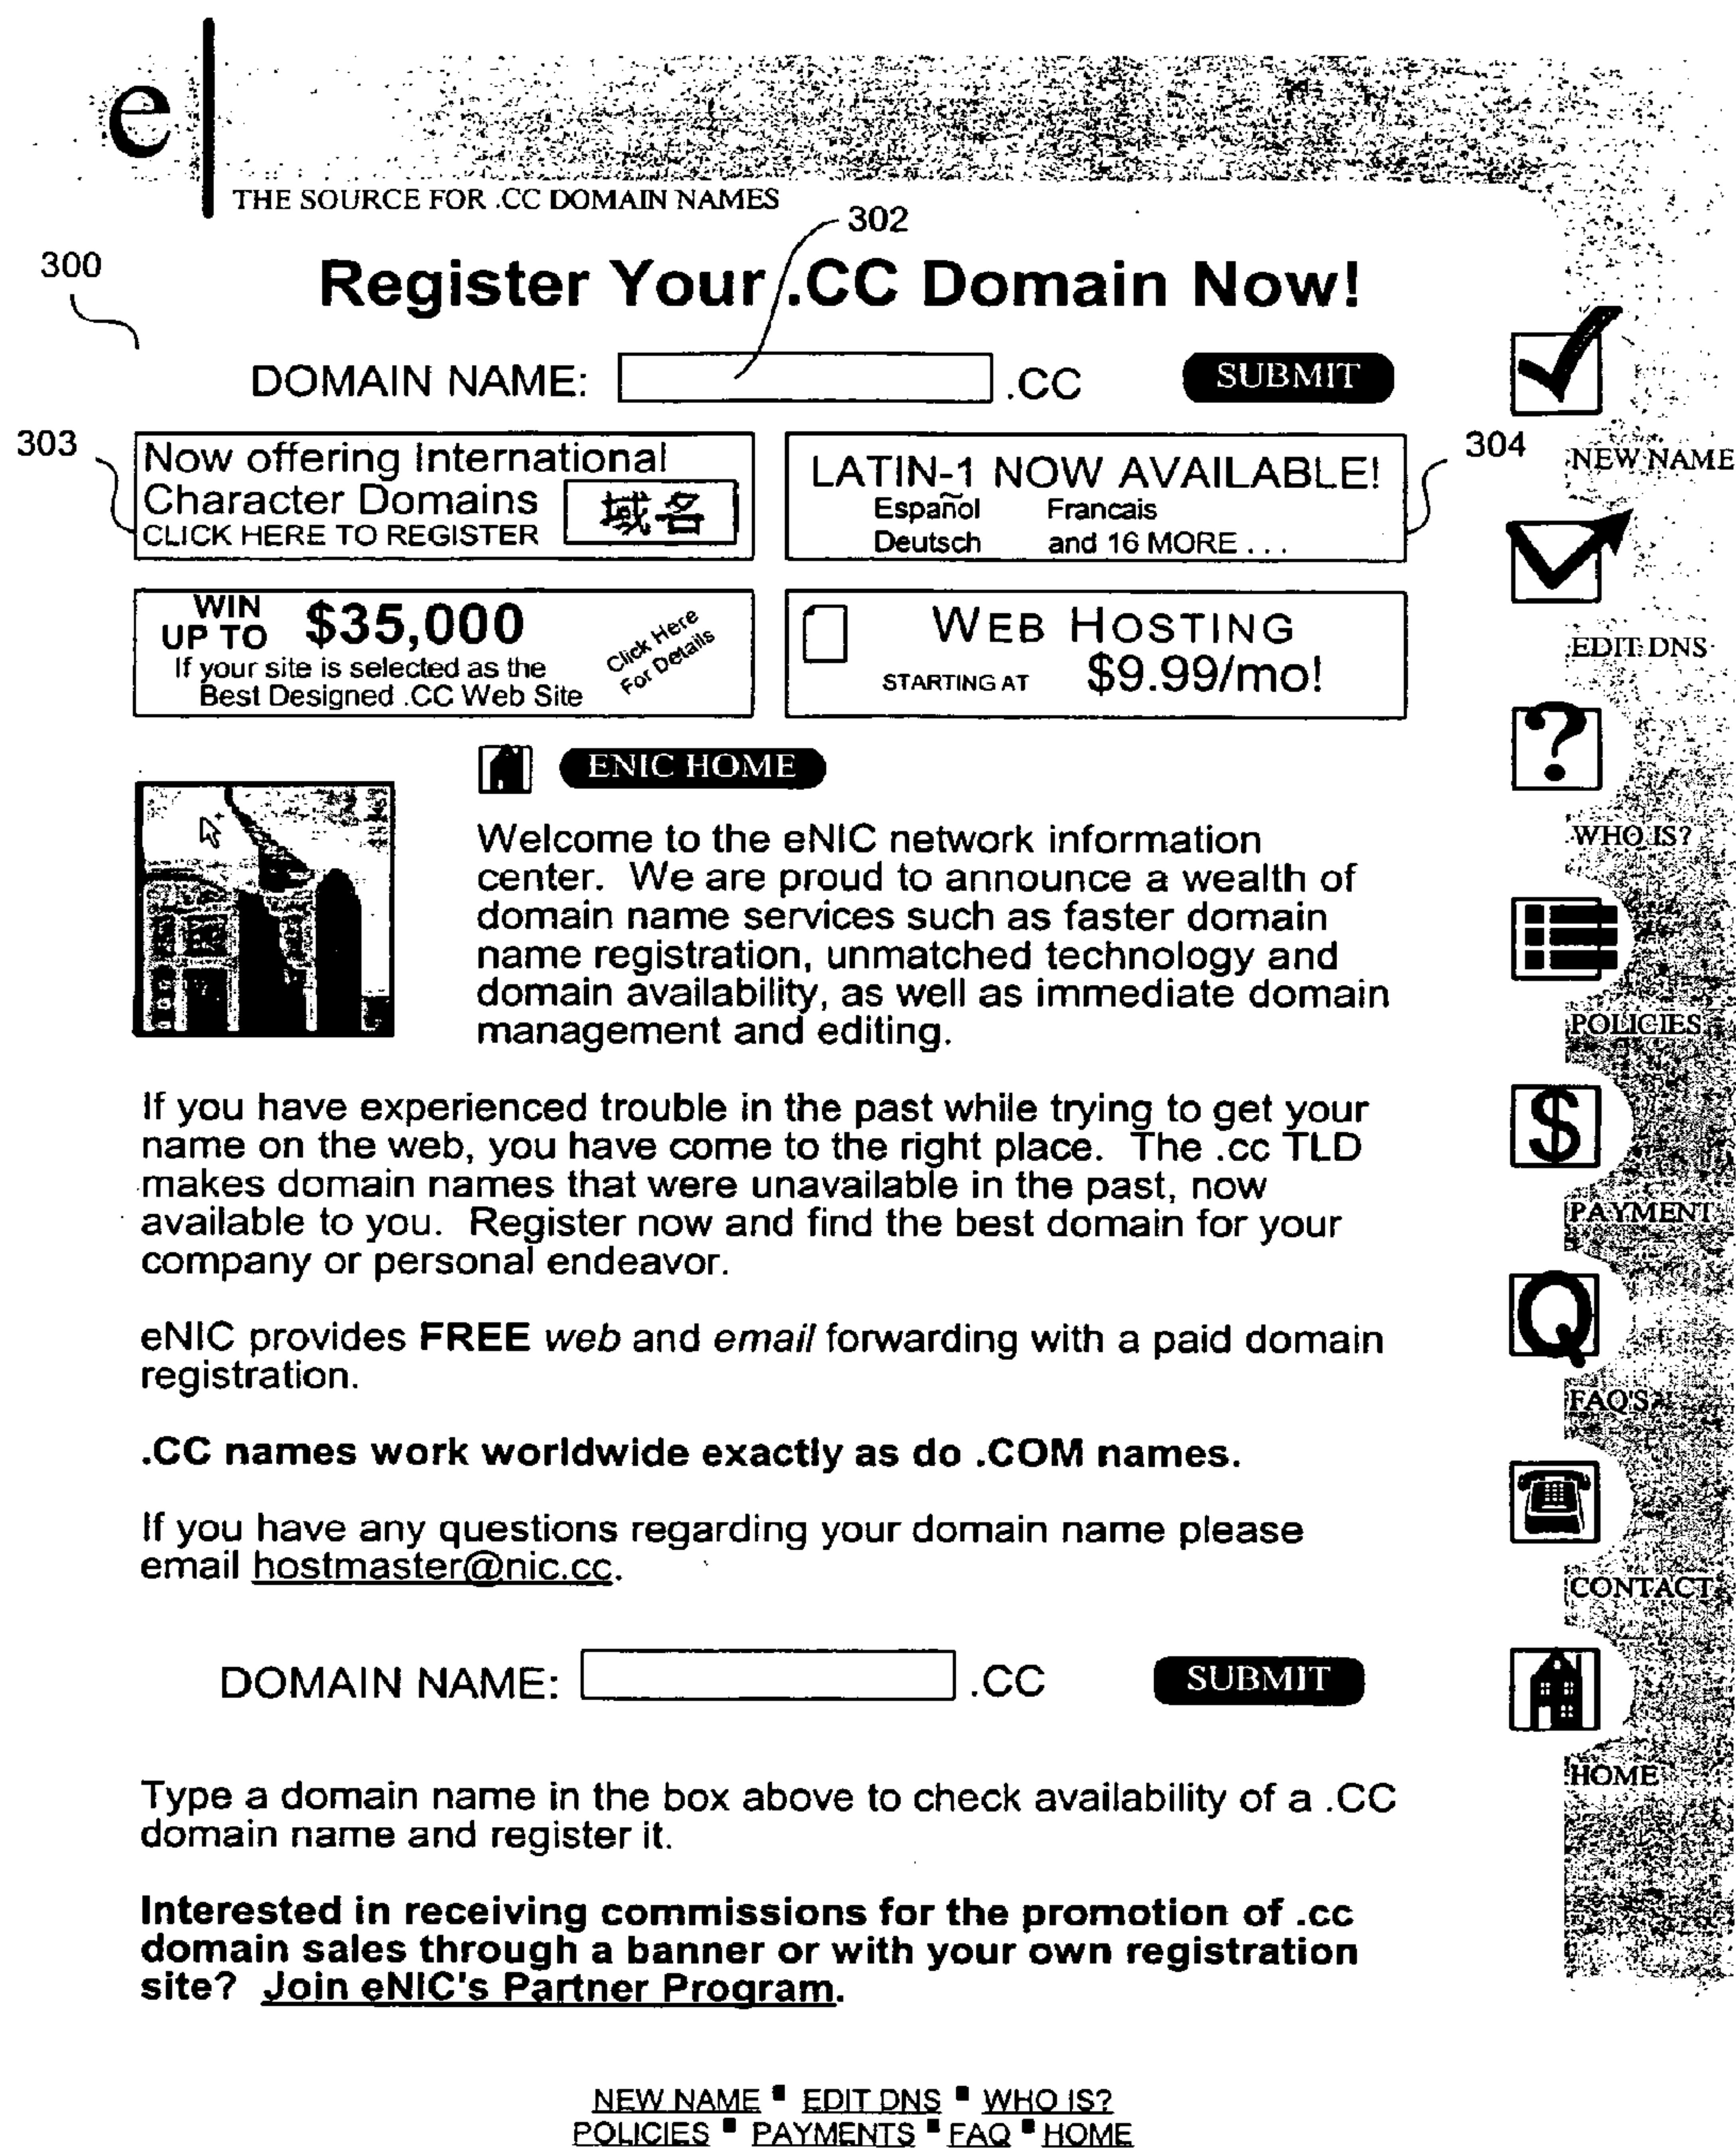 e
THE SOURCE FOR .CC DOMAIN NAMES
302
300
Register Your .CC Domain Now!
DOMAIN NAME: .CC SUBMIT
303
Now offering International
Character Domains
CLICK HERE TO REGISTER
域名
LATIN-1 NOW AVAILABLE!
Español Francais
Deutsch and 16 MORE . . .
304
WIN
UP TO $35,000
If your site is selected as the
Best Designed .CC Web Site
Click Here
For Details
WEB HOSTING
STARTING AT $9.99/mo!
ENIC HOME
Welcome to the eNIC network information
center. We are proud to announce a wealth of
domain name services such as faster domain
name registration, unmatched technology and
domain availability, as well as immediate domain
management and editing.
If you have experienced trouble in the past while trying to get your
name on the web, you have come to the right place. The .cc TLD
makes domain names that were unavailable in the past, now
available to you. Register now and find the best domain for your
company or personal endeavor.
eNIC provides FREE web and email forwarding with a paid domain
registration.
.CC names work worldwide exactly as do .COM names.
If you have any questions regarding your domain name please
email hostmaster@nic.cc.
DOMAIN NAME: .CC SUBMIT
Type a domain name in the box above to check availability of a .CC
domain name and register it.
Interested in receiving commissions for the promotion of .cc
domain sales through a banner or with your own registration
site? Join eNIC's Partner Program.
NEW NAME
EDIT DNS
?
WHO IS?
POLICIES
$
PAYMENT
Q
FAQ'S
CONTACT
HOME
NEW NAME ▪ EDIT DNS ▪ WHO IS?
POLICIES ▪ PAYMENTS ▪ FAQ ▪ HOME